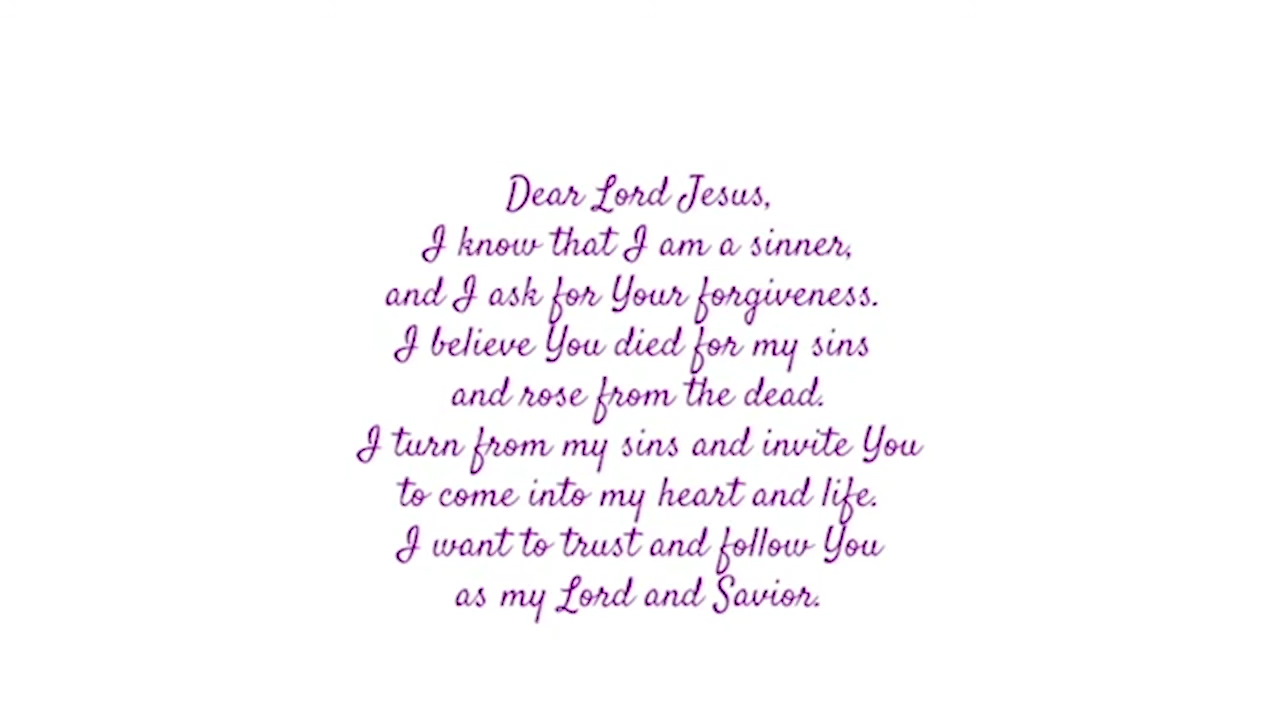 Dear Lord Jesus,
I know that I am a sinner,
and I ask for Your forgiveness.
I believe You died for my sins
and rose from the dead.
I turn from my sins and invite You
to come into my heart and life.
I want to trust and follow You
as my Lord and Savior.